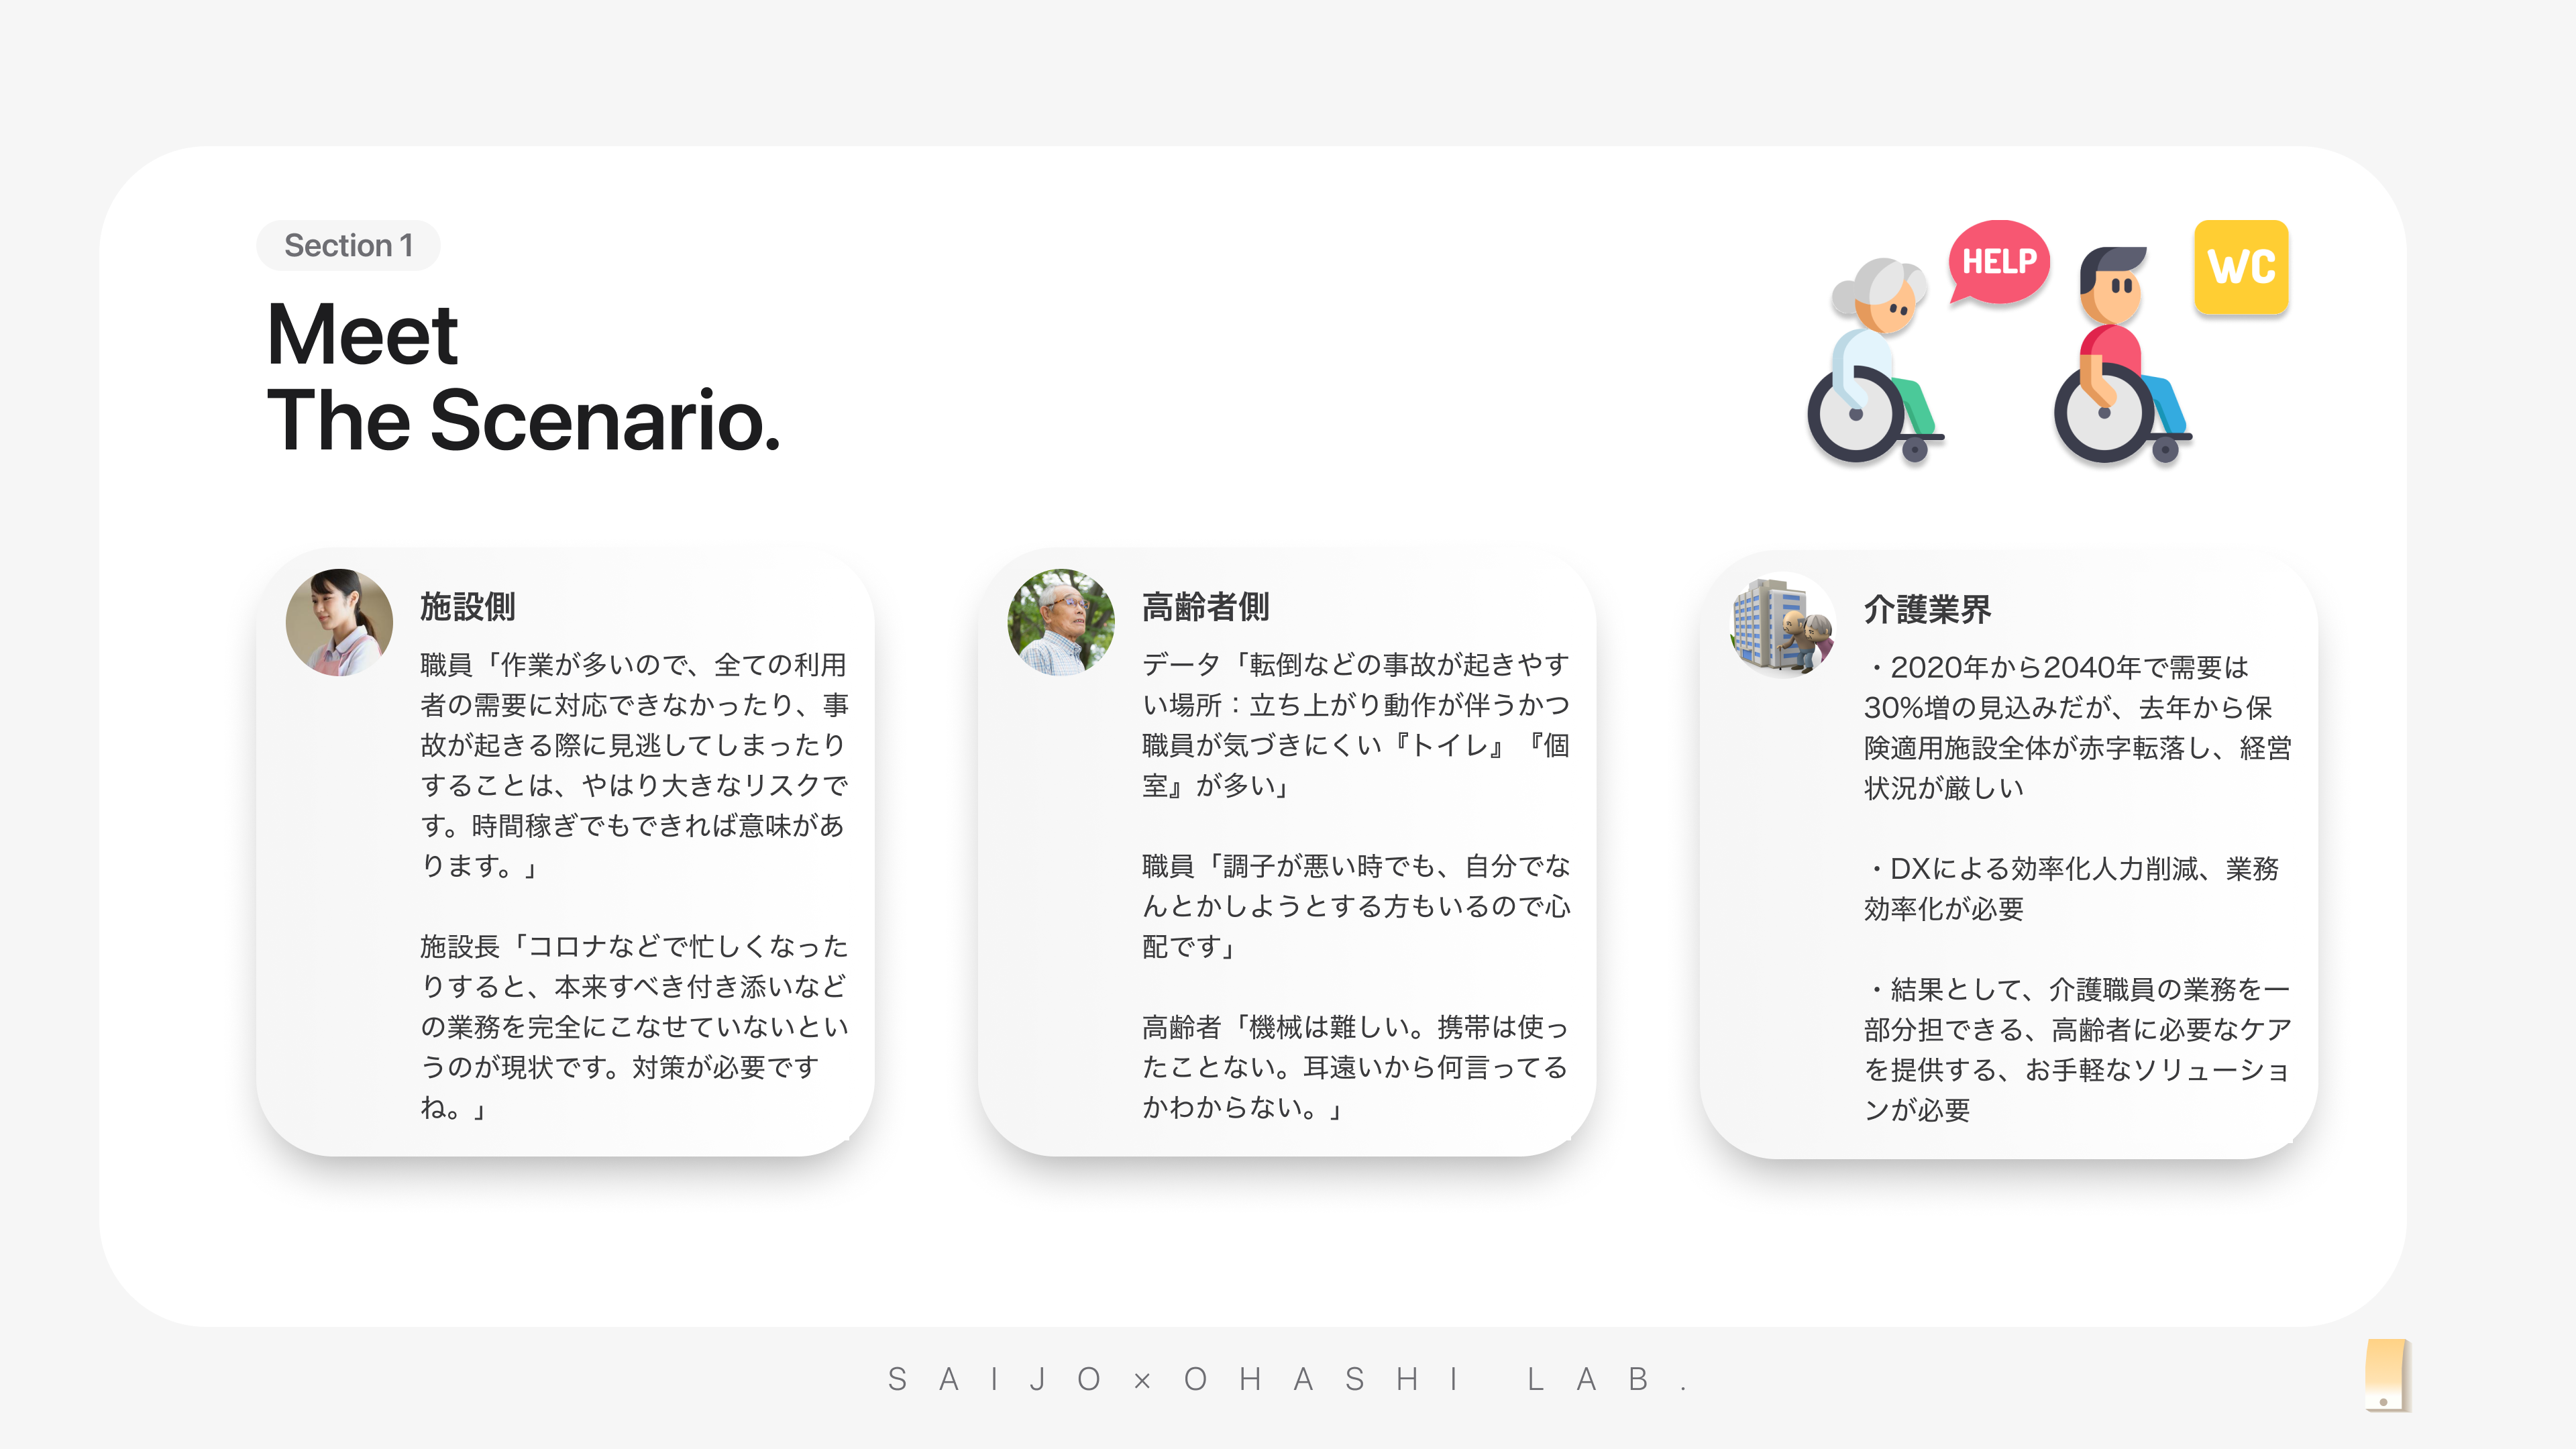 Section 1
Meet
The Scenario.
HELP
WC
施設側
職員「作業が多いので、全ての利用
者の需要に対応できなかったり、事
故が起きる際に見逃してしまったり
することは、やはり大きなリスクで
す。時間稼ぎでもできれば意味があ
ります。」
施設長「コロナなどで忙しくなった
りすると、本来すべき付き添いなど
の業務を完全にこなせていないとい
うのが現状です。対策が必要です
ね。」
高齢者側
データ「転倒などの事故が起きやす
い場所：立ち上がり動作が伴うかつ
職員が気づきにくい『トイレ』『個
室』が多い」
職員「調子が悪い時でも、自分でな
んとかしようとする方もいるので心
配です」
高齢者「機械は難しい。携帯は使っ
たことない。耳遠いから何言ってる
かわからない。」
介護業界
・2020年から2040年で需要は
30%増の見込みだが、去年から保
険適用施設全体が赤字転落し、経営
状況が厳しい
・DXによる効率化人力削減、業務
効率化が必要
・結果として、介護職員の業務を一
部分担できる、高齢者に必要なケア
を提供する、お手軽なソリューショ
ンが必要
SAIJO×OHASHI LAB.